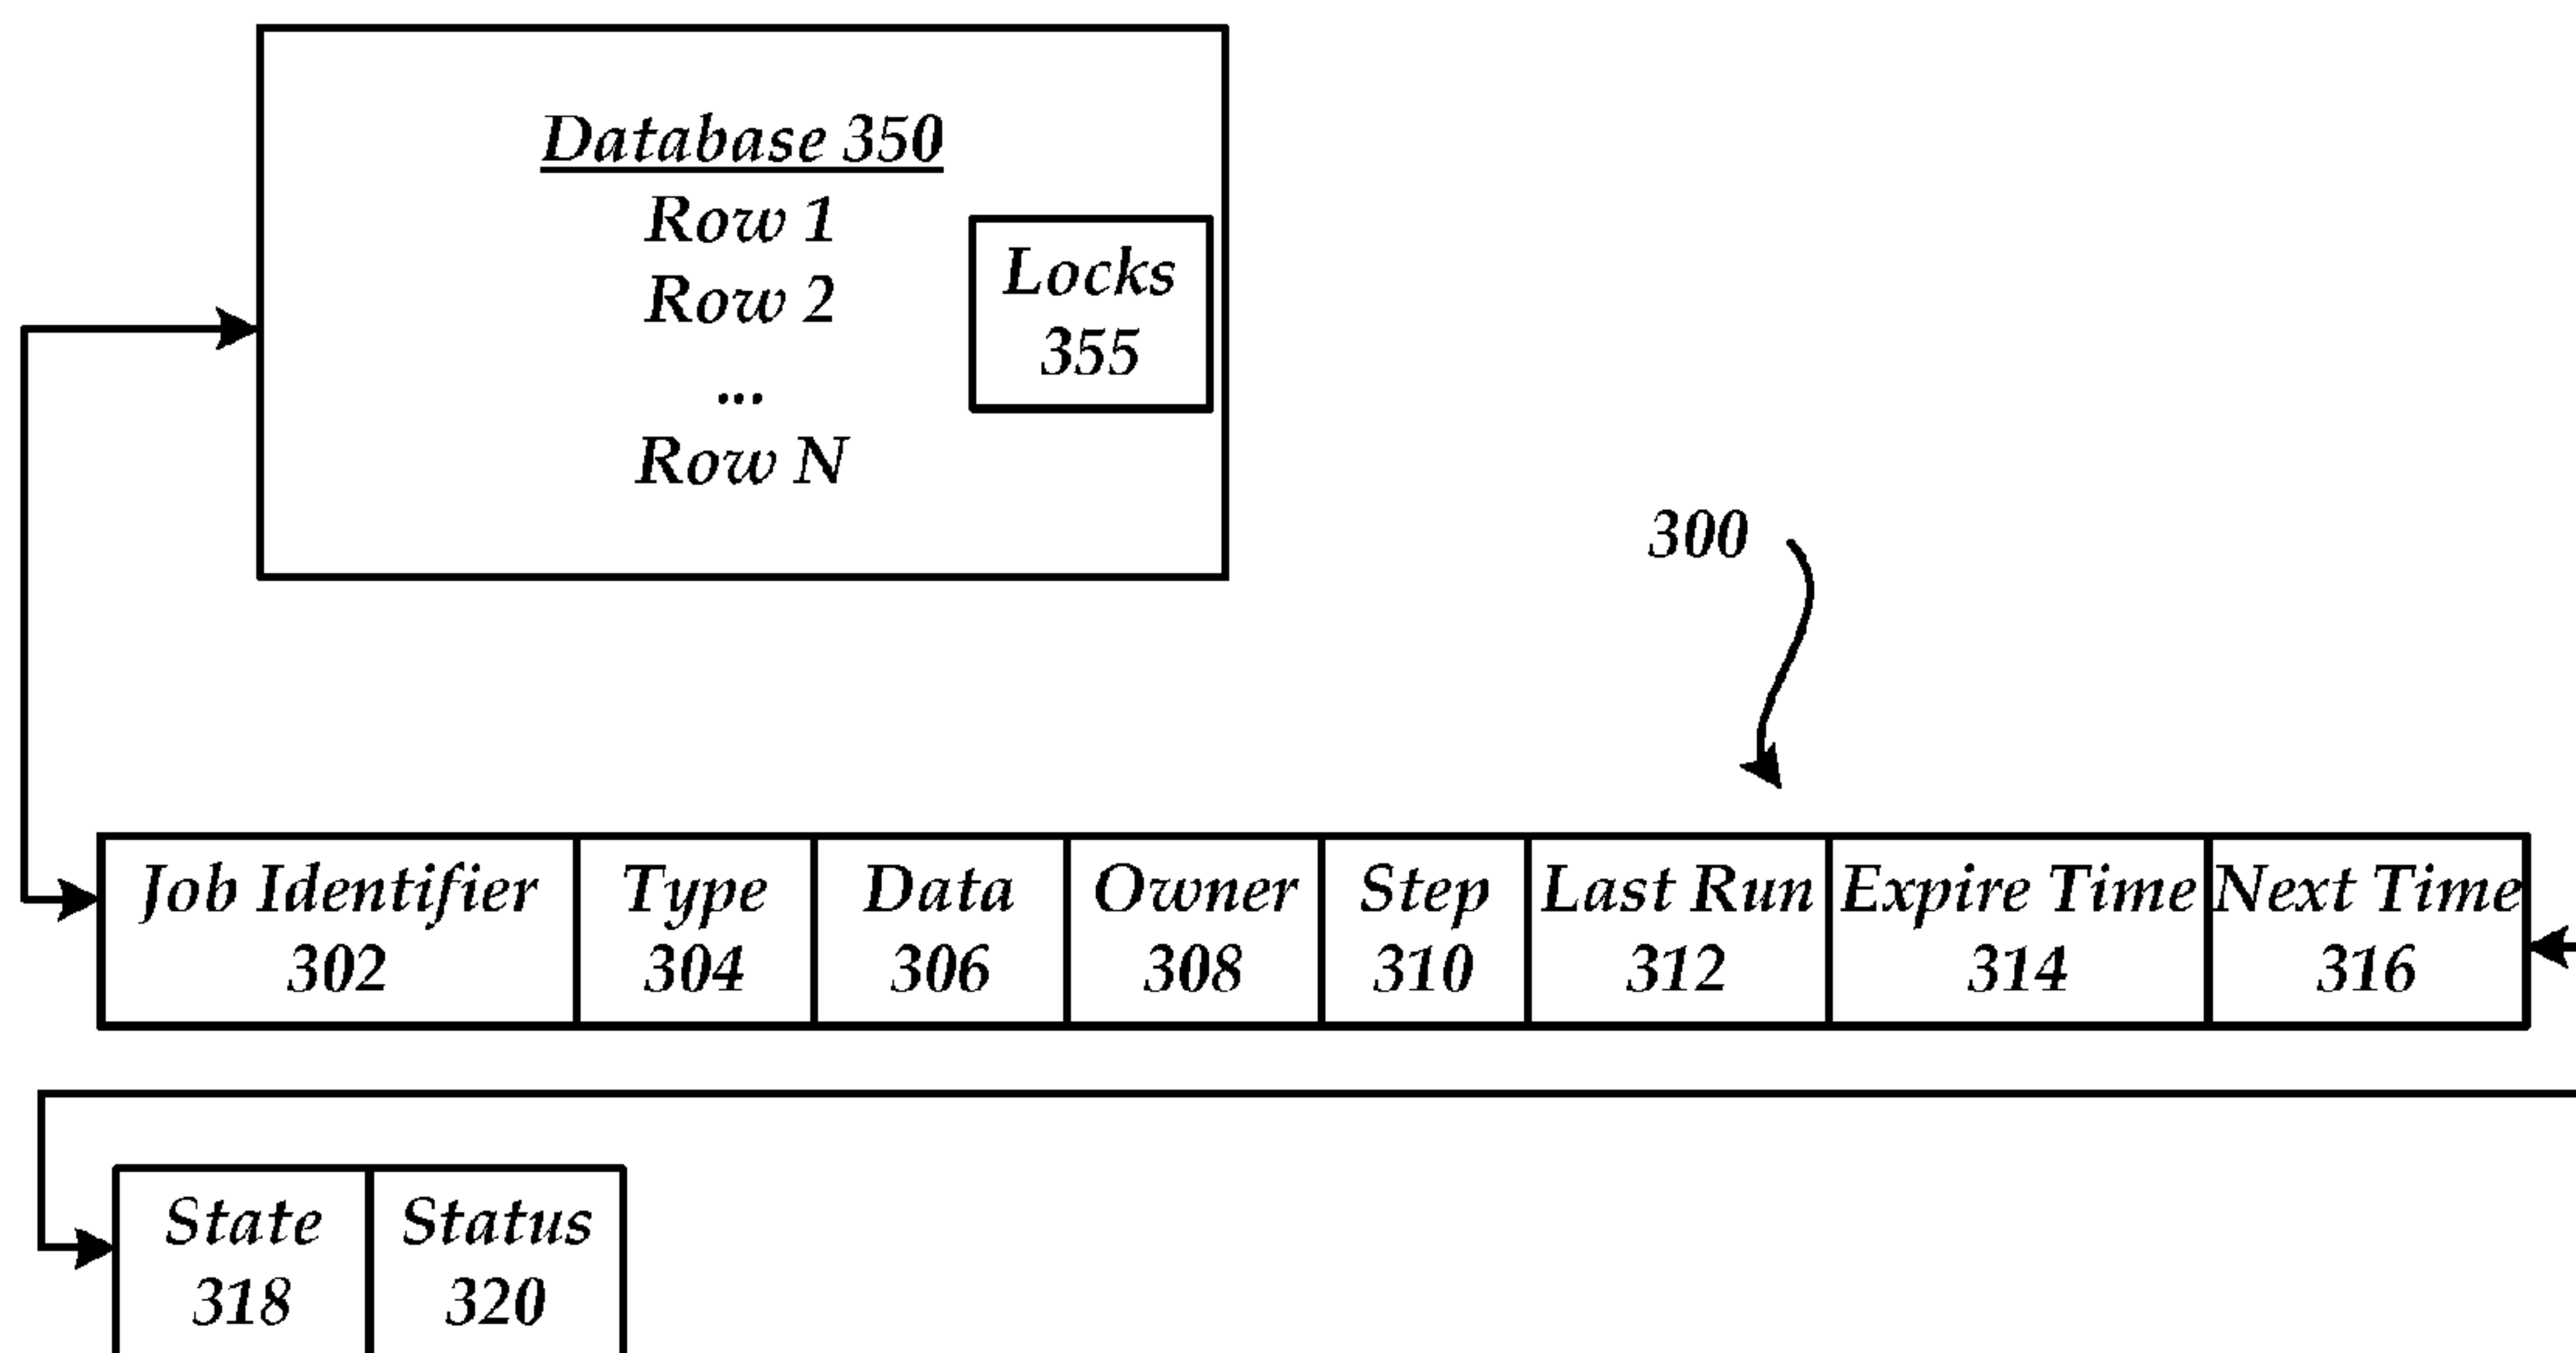 Database 350
Row 1
Row 2
...
Row N
Locks
355
300
Job Identifier
302
Type
304
Data
306
Owner
308
Step
310
Last Run
312
Expire Time
314
Next Time
316
State
318
Status
320